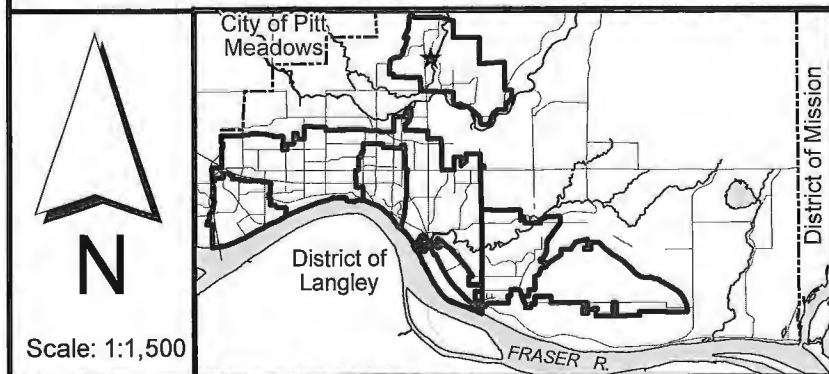 N
Scale: 1:1,500
City of Pitt
Meadows
District of
Langley
FRASER R.
District of Mission